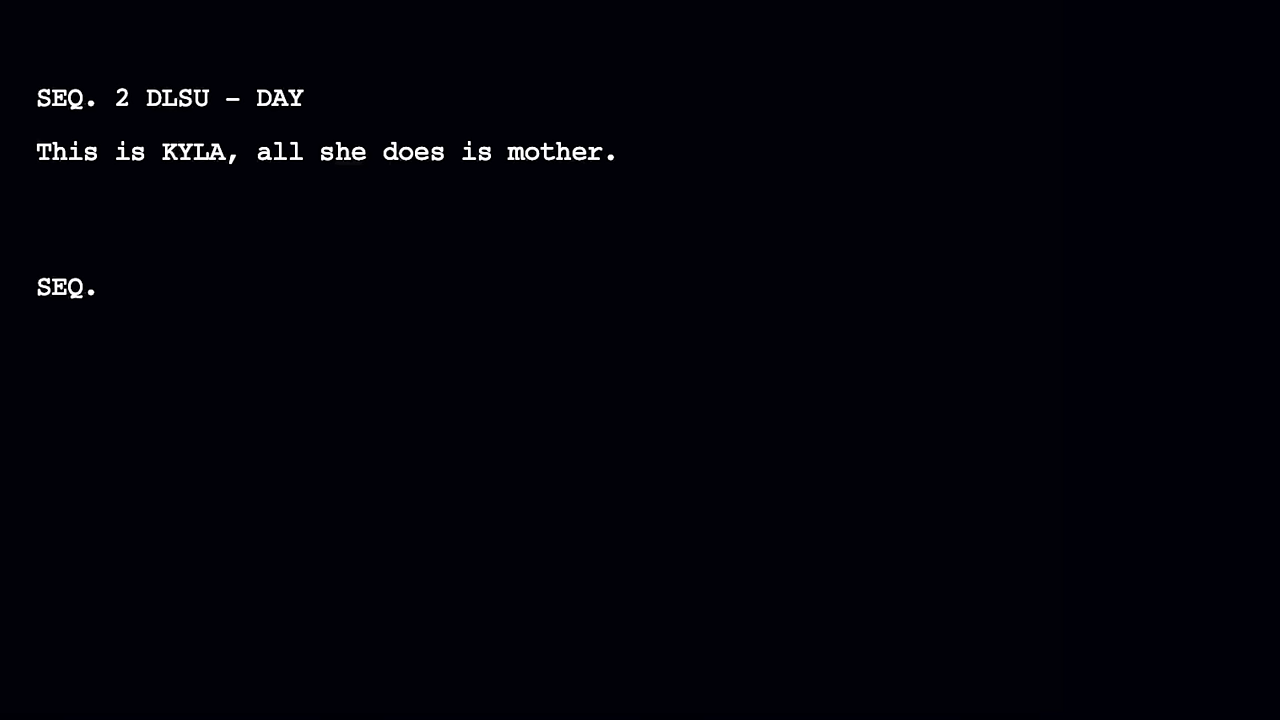 SEQ. 2 DLSU – DAY
This is KYLA, all she does is mother.
SEQ.